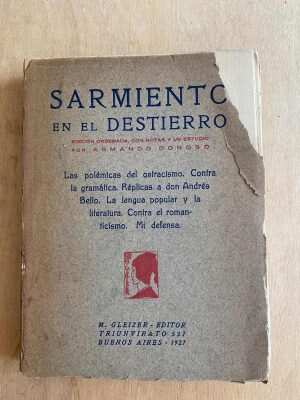 SARMIENTO
EN EL DESTIERRO
EDICIÓN ORDENADA, CON NOTAS Y UN ESTUDIO
POR ARMANDO DONOSO
Las polémicas del ostracismo. Contra
la gramática. Réplicas a don Andrés
Bello. La lengua popular y la
literatura. Contra el roman-
ticismo. Mi defensa.
M. GLEIZER - EDITOR
TRIUNVIRATO 537
BUENOS AIRES - 1927